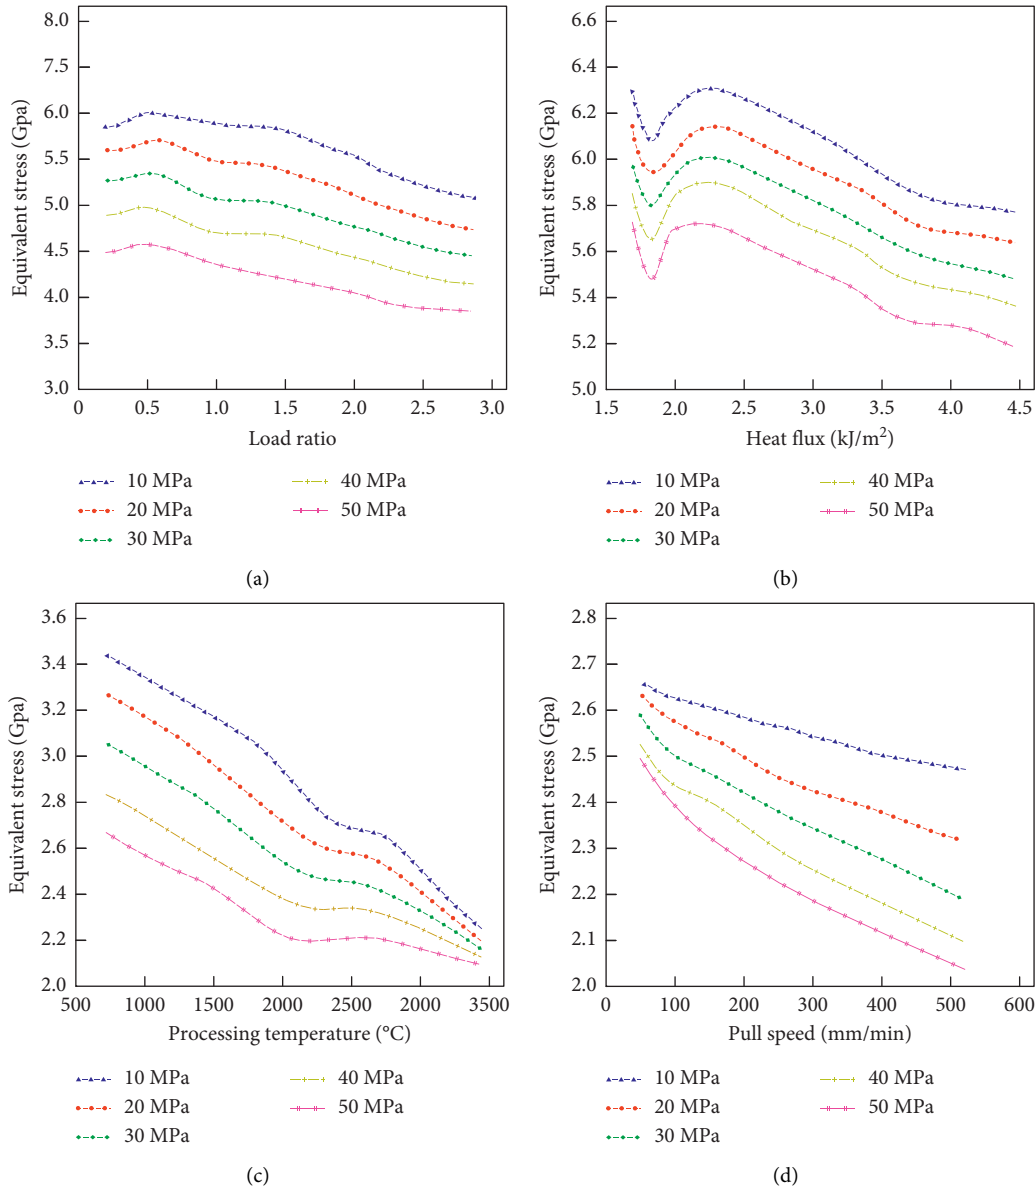 8.0
7.5
7.0
6.5
6.0
5.5
5.0
4.5
4.0
3.5
3.0
Equivalent stress (Gpa)
0 0.5 1.0 1.5 2.0 2.5 3.0
Load ratio
10 MPa
20 MPa
30 MPa
40 MPa
50 MPa
(a)
6.6
6.4
6.2
6.0
5.8
5.6
5.4
5.2
5.0
Equivalent stress (Gpa)
1.5 2.0 2.5 3.0 3.5 4.0 4.5
Heat flux (kJ/m²)
10 MPa
20 MPa
30 MPa
40 MPa
50 MPa
(b)
3.6
3.4
3.2
3.0
2.8
2.6
2.4
2.2
2.0
Equivalent stress (Gpa)
500 1000 1500 2000 2500 2000 3500
Processing temperature (°C)
10 MPa
20 MPa
30 MPa
40 MPa
50 MPa
(c)
2.8
2.7
2.6
2.5
2.4
2.3
2.2
2.1
2.0
Equivalent stress (Gpa)
0 100 200 300 400 500 600
Pull speed (mm/min)
10 MPa
20 MPa
30 MPa
40 MPa
50 MPa
(d)